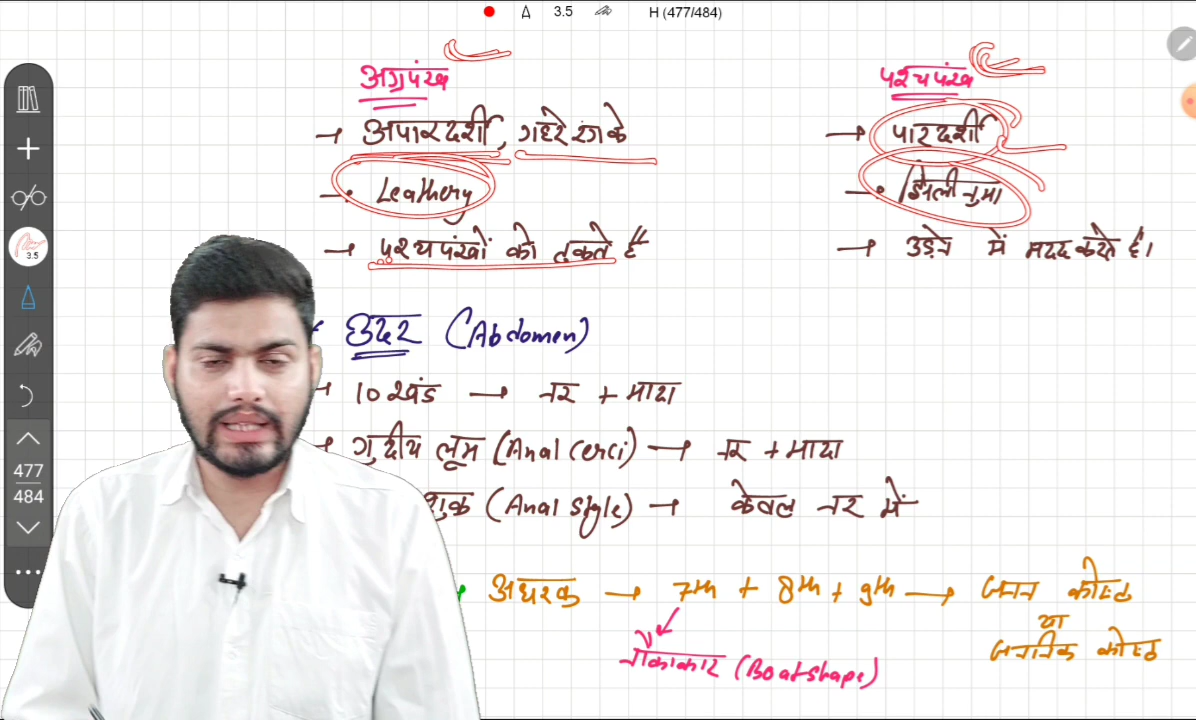 3.5 H (477/484)
अग्रपंख पश्चपंख
→ अपारदर्शी, गहरे रंग के → पारदर्शी
3.5 → Leathery → झिल्लीनुमा
→ पश्चपंखों को ढकते हैं → उड़ने में मदद करते हैं।
उदर (Abdomen)
→ 10 खंड → नर + मादा
→ गुदीय लूम (Anal Cerci) → नर + मादा
477
484
शुक (Anal Style) → केवल नर में
अधरक → 7th + 8th + 9th → जनन कोष्ठ
या
नौकाकार (Boat shape) जननिक कोष्ठ